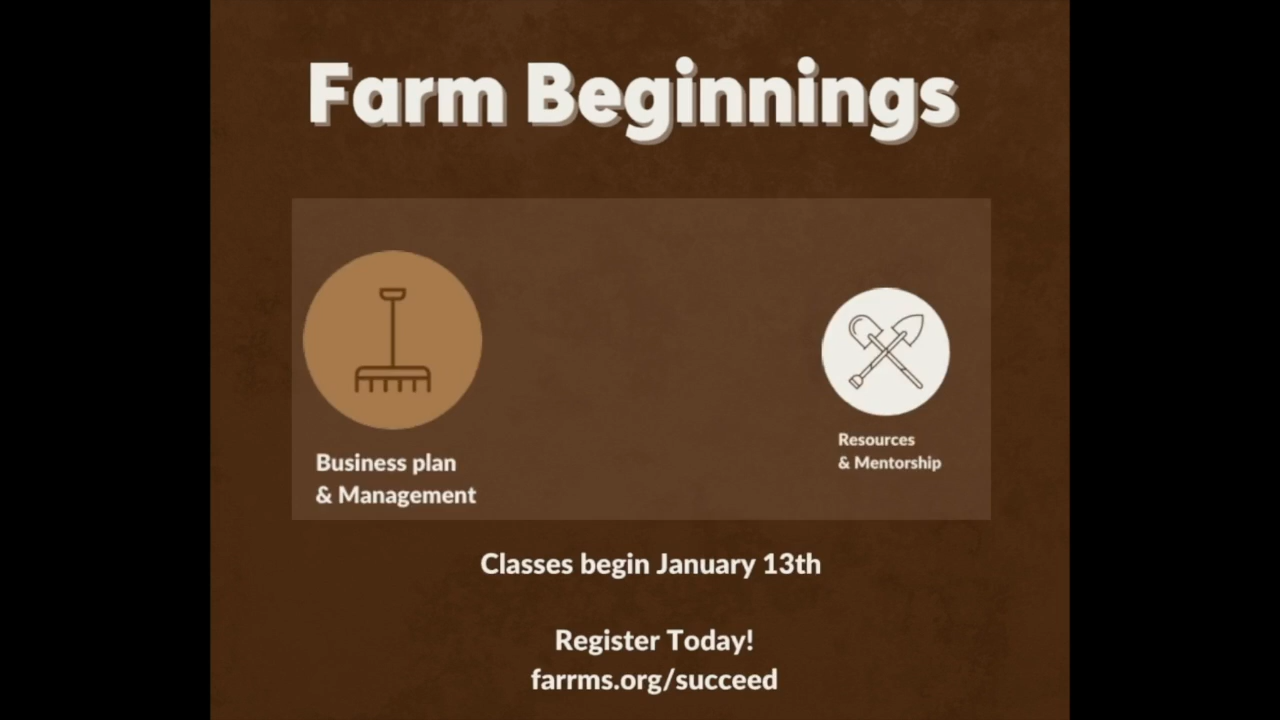 Farm Beginnings
Business plan
& Management
Resources
& Mentorship
Classes begin January 13th
Register Today!
farrms.org/succeed